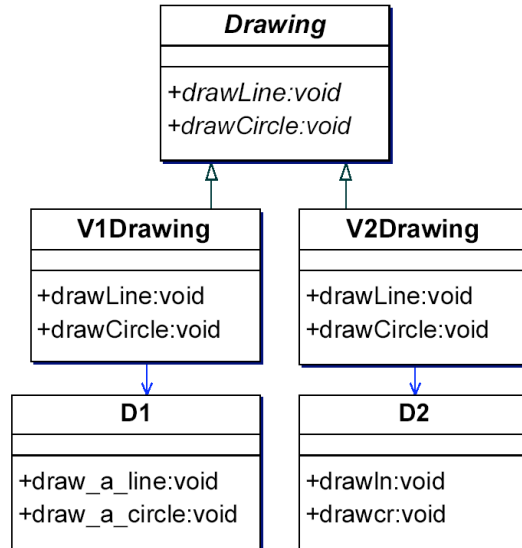 Drawing
+drawLine:void
+drawCircle:void
V1Drawing
V2Drawing
+drawLine:void
+drawCircle:void
+drawLine:void
+drawCircle:void
D1
D2
+draw_a_line:void
+draw_a_circle:void
+drawln:void
+drawcr:void